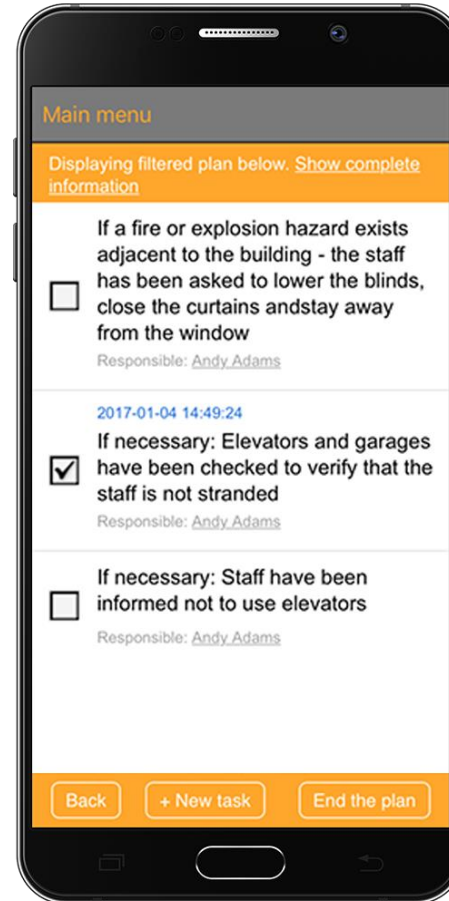 Main menu
Displaying filtered plan below. Show complete
information
If a fire or explosion hazard exists
adjacent to the building - the staff
has been asked to lower the blinds,
close the curtains andstay away
from the window
Responsible: Andy Adams
2017-01-04 14:49:24
If necessary: Elevators and garages
have been checked to verify that the
staff is not stranded
Responsible: Andy Adams
If necessary: Staff have been
informed not to use elevators
Responsible: Andy Adams
Back
+ New task
End the plan